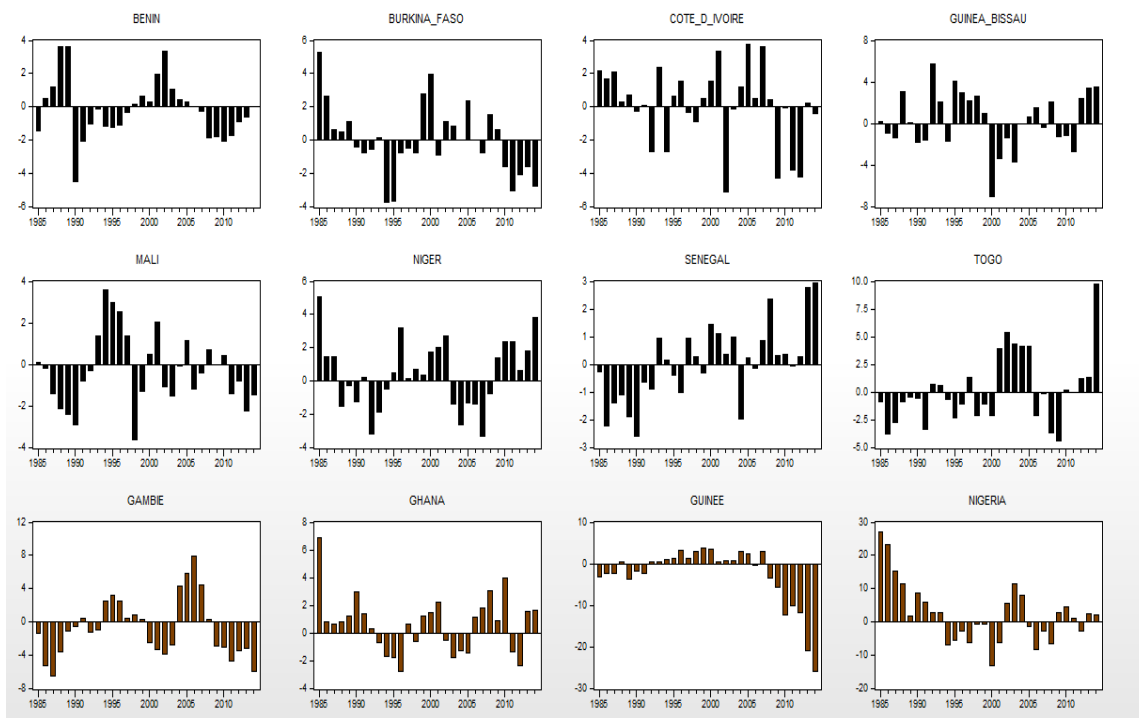 BENIN BURKINA_FASO COTE_D_IVOIRE GUINEA_BISSAU
4 6 4 8
2 4 2 4
0 2 0 0
-2 0 -2 -4
-4 -2 -4 -8
-6 -4 -6
1985 1990 1995 2000 2005 2010 1985 1990 1995 2000 2005 2010 1985 1990 1995 2000 2005 2010 1985 1990 1995 2000 2005 2010
MALI NIGER SENEGAL TOGO
4 6 3 10.0
2 4 2 7.5
0 2 1 5.0
-2 0 0 2.5
-4 -2 -1 0.0
-4 -2 -2.5
-3 -5.0
1985 1990 1995 2000 2005 2010 1985 1990 1995 2000 2005 2010 1985 1990 1995 2000 2005 2010 1985 1990 1995 2000 2005 2010
GAMBIE GHANA GUINEE NIGERIA
12 8 10 30
8 6 0 20
4 4 -10 10
0 2 -20 0
-4 0 -30 -10
-8 -2 -20
-4
1985 1990 1995 2000 2005 2010 1985 1990 1995 2000 2005 2010 1985 1990 1995 2000 2005 2010 1985 1990 1995 2000 2005 2010